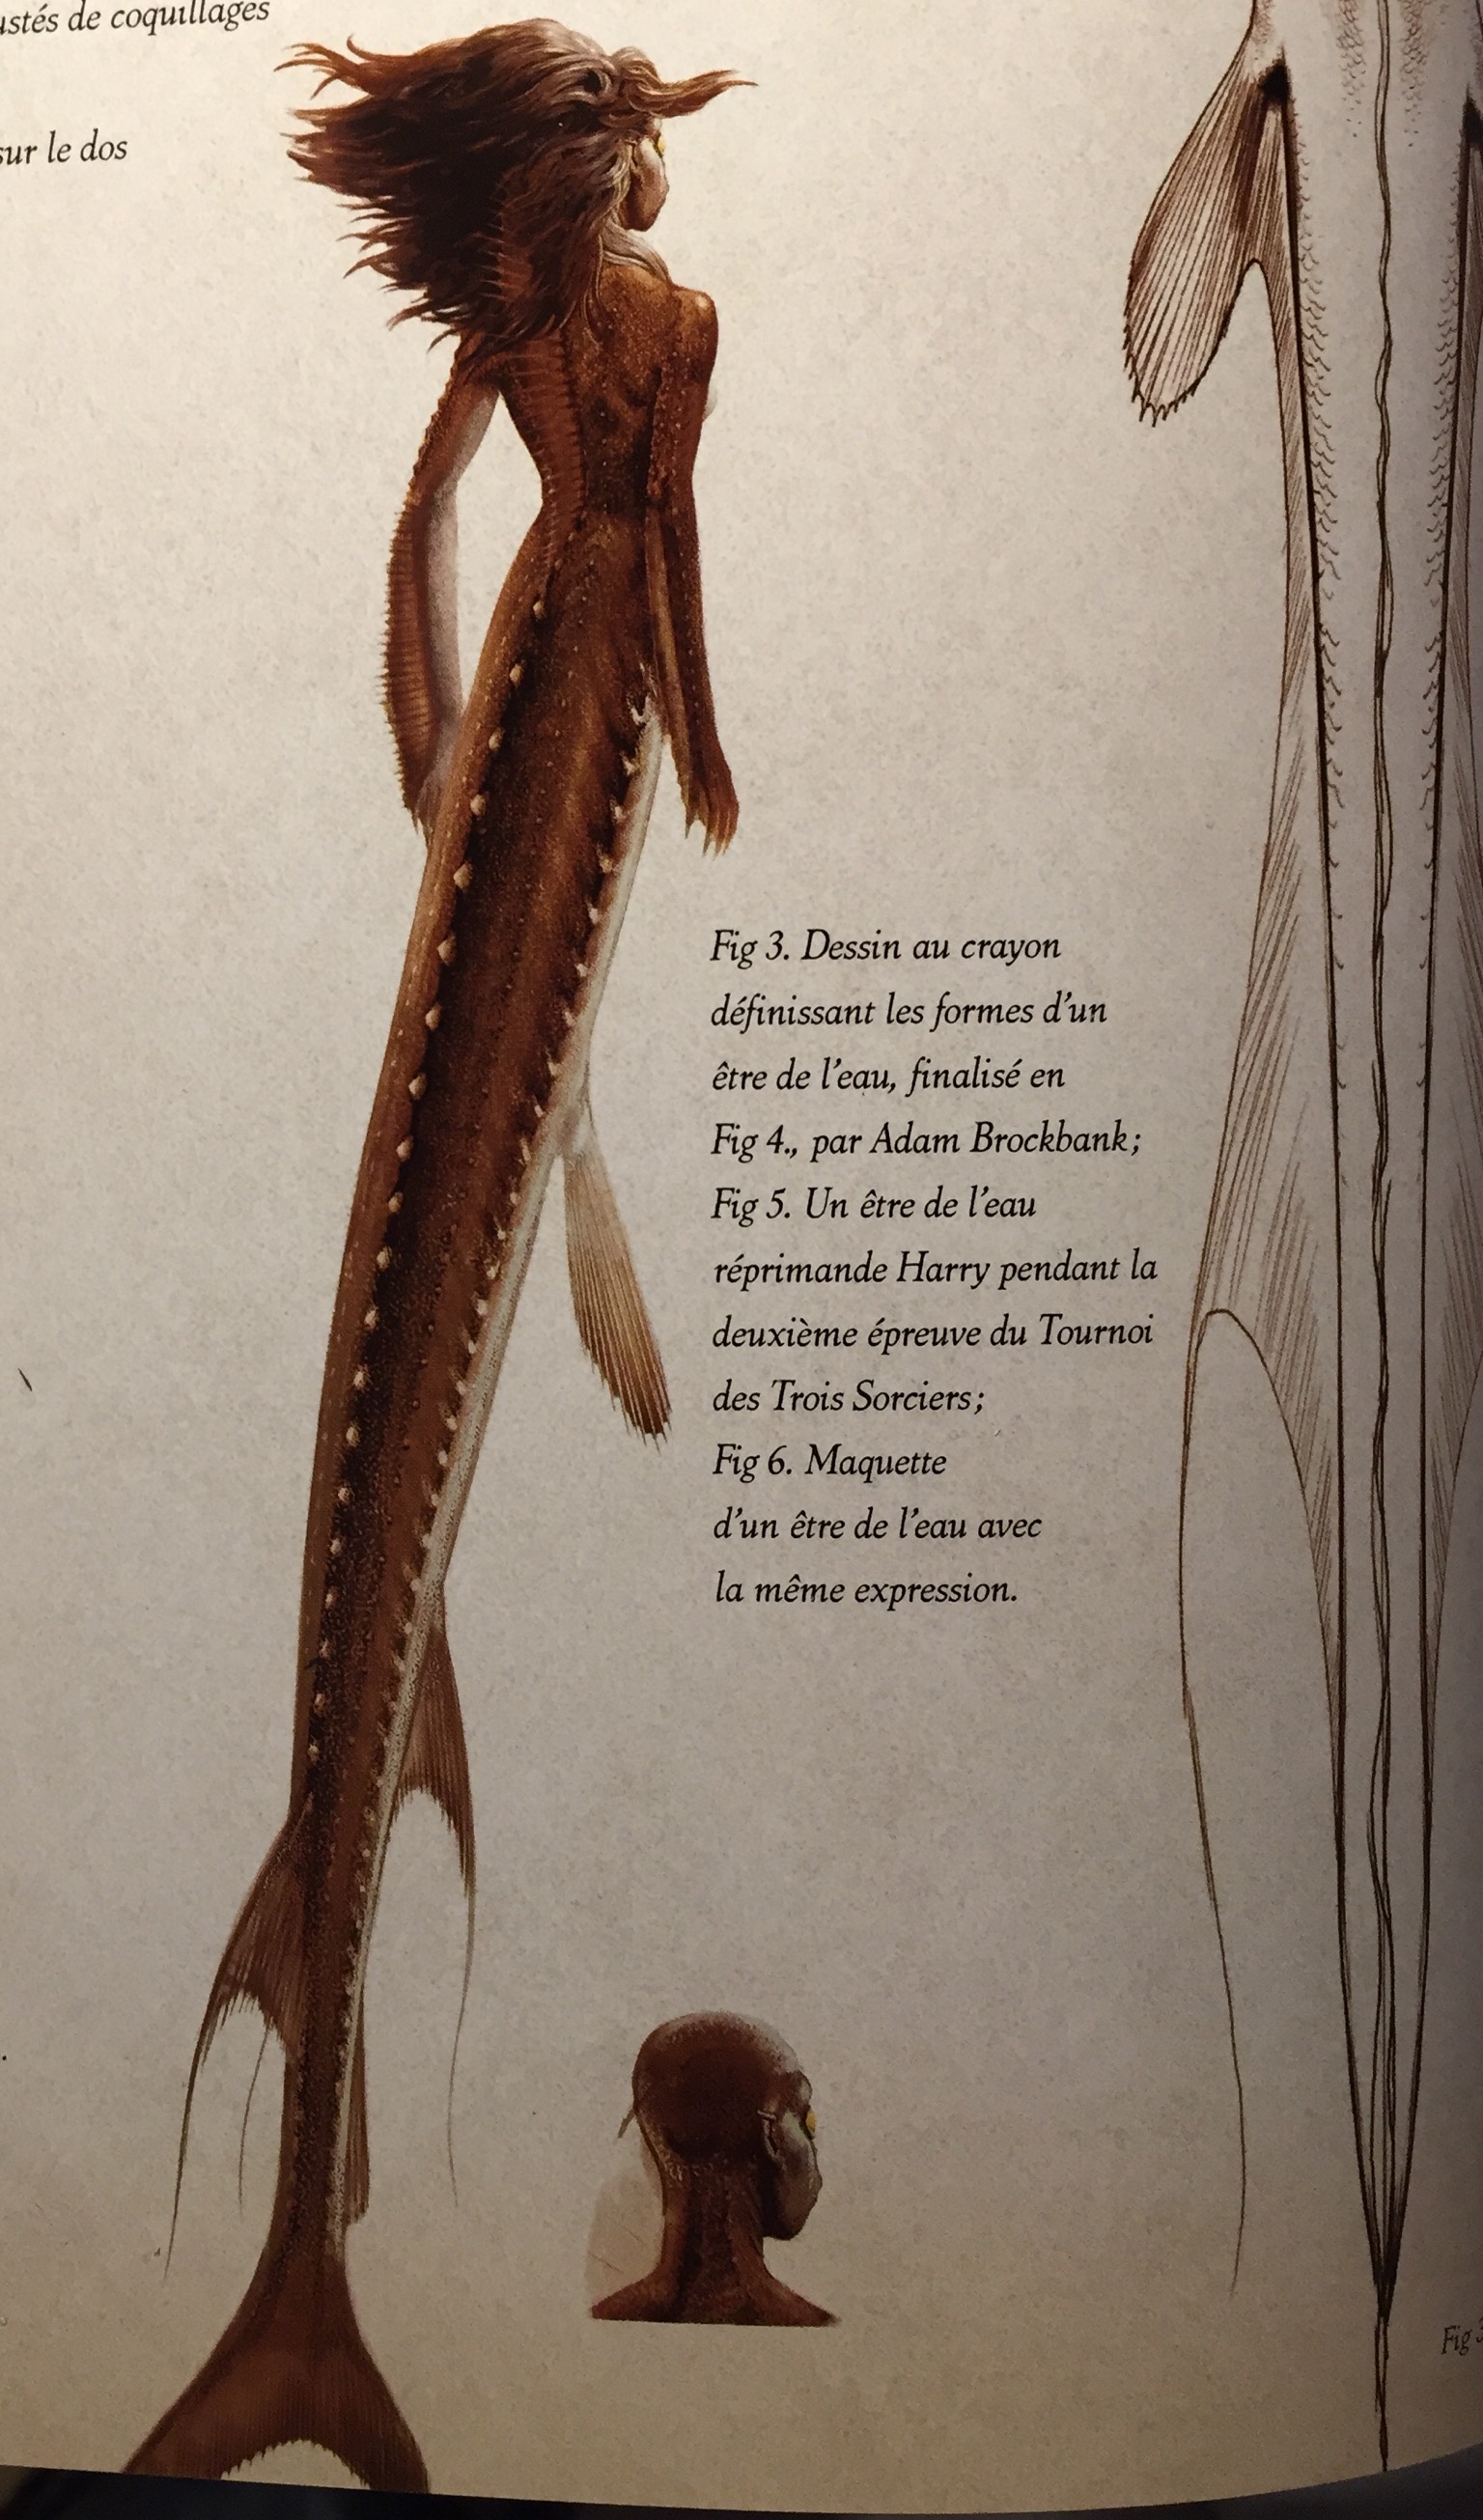 de coquillages
sur le dos
Fig 3. Dessin au crayon
définissant les formes d'un
être de l'eau, finalisé en
Fig 4., par Adam Brockbank;
Fig 5. Un être de l'eau
réprimande Harry pendant la
deuxième épreuve du Tournoi
des Trois Sorciers;
Fig 6. Maquette
d'un être de l'eau avec
la même expression.
Fig